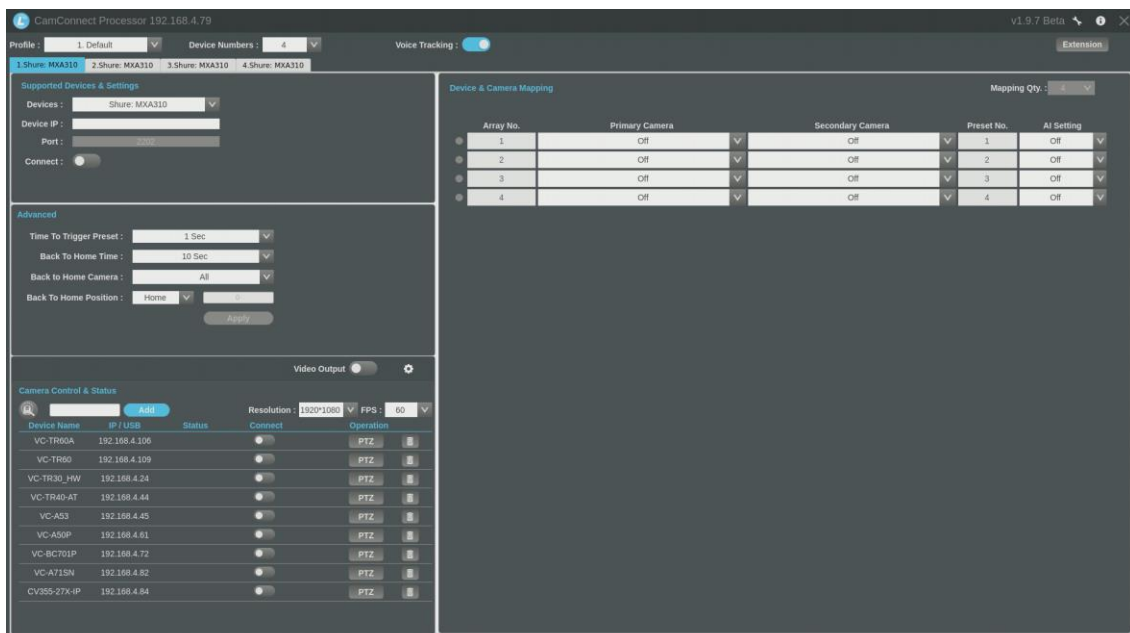 CamConnect Processor 192.168.4.79 v1.9.7 Beta
Profile : 1. Default Device Numbers : 4 Voice Tracking : Extension
1.Shure: MXA310 2.Shure: MXA310 3.Shure: MXA310 4.Shure: MXA310
Supported Devices & Settings
Devices : Shure: MXA310
Device IP :
Port : 2202
Connect :
Advanced
Time To Trigger Preset : 1 Sec
Back To Home Time : 10 Sec
Back to Home Camera : All
Back To Home Position : Home 0
Apply
Video Output
Camera Control & Status
Add Resolution : 1920*1080 FPS : 60
Device Name IP / USB Status Connect Operation
VC-TR60A 192.168.4.106 PTZ
VC-TR60 192.168.4.109 PTZ
VC-TR30_HW 192.168.4.24 PTZ
VC-TR40-AT 192.168.4.44 PTZ
VC-A53 192.168.4.45 PTZ
VC-A50P 192.168.4.61 PTZ
VC-BC701P 192.168.4.72 PTZ
VC-A71SN 192.168.4.82 PTZ
CV355-27X-IP 192.168.4.84 PTZ
Device & Camera Mapping Mapping Qty. : 4
Array No. Primary Camera Secondary Camera Preset No. AI Setting
1 Off Off 1 Off
2 Off Off 2 Off
3 Off Off 3 Off
4 Off Off 4 Off